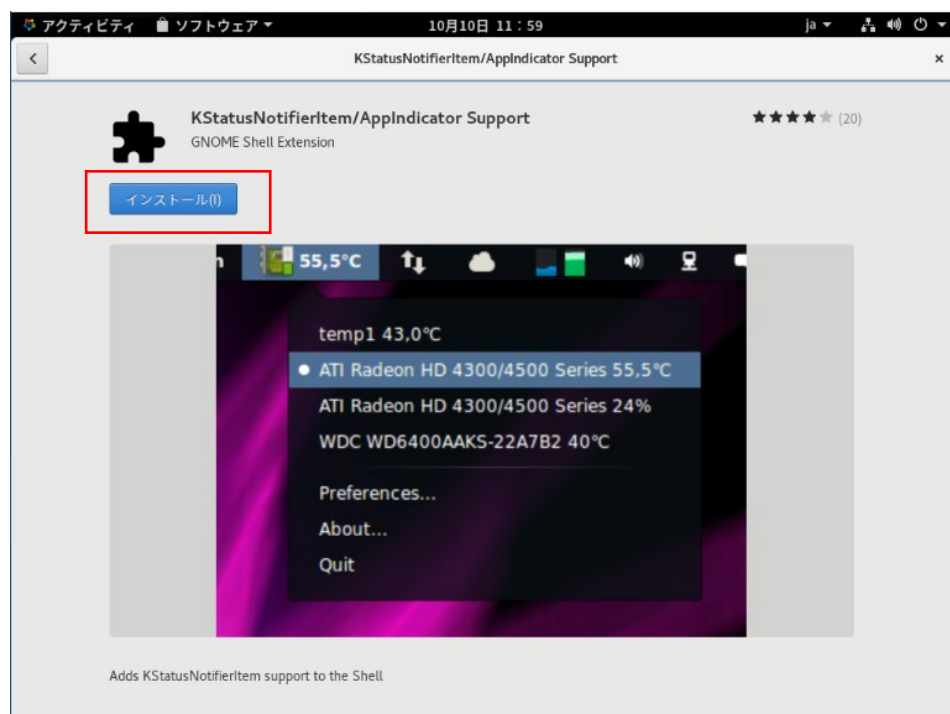 アクティビティ ソフトウェア 10月10日 11：59 ja
KStatusNotifierItem/AppIndicator Support
KStatusNotifierItem/AppIndicator Support
(20)
GNOME Shell Extension
インストール(I)
n 55,5°C
temp1 43,0°C
ATI Radeon HD 4300/4500 Series 55,5°C
ATI Radeon HD 4300/4500 Series 24%
WDC WD6400AAKS-22A7B2 40°C
Preferences...
About...
Quit
Adds KStatusNotifierItem support to the Shell